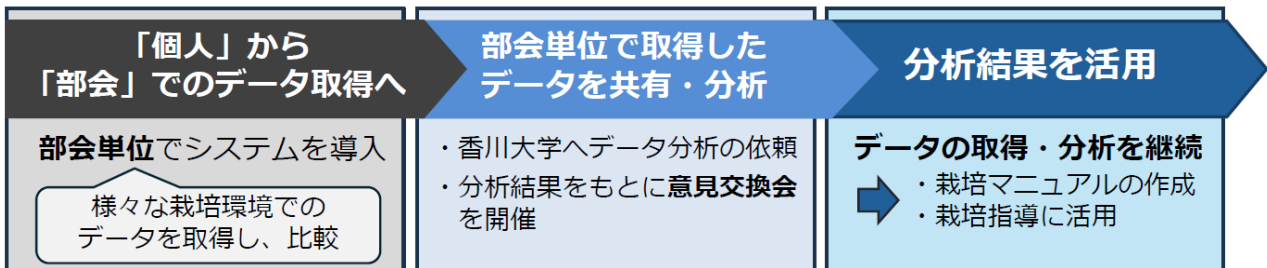 「個人」から
「部会」でのデータ取得へ
部会単位でシステムを導入
様々な栽培環境での
データを取得し、比較
部会単位で取得した
データを共有・分析
・香川大学へデータ分析の依頼
・分析結果をもとに意見交換会
を開催
分析結果を活用
データの取得・分析を継続
・栽培マニュアルの作成
・栽培指導に活用